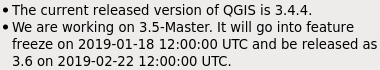 • The current released version of QGIS is 3.4.4.
• We are working on 3.5-Master. It will go into feature
freeze on 2019-01-18 12:00:00 UTC and be released as
3.6 on 2019-02-22 12:00:00 UTC.